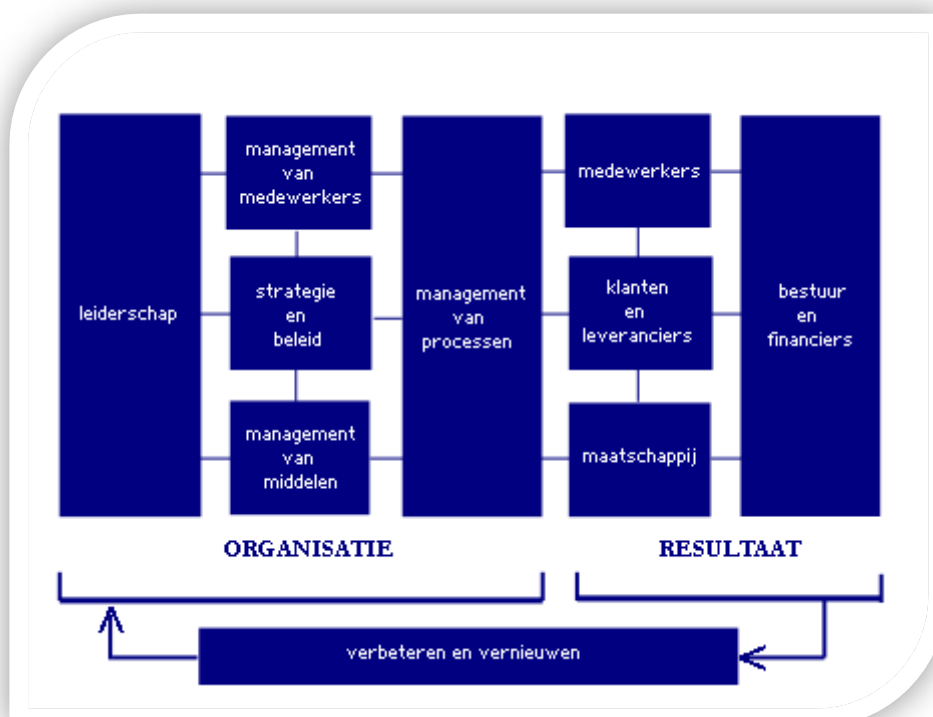 leiderschap
management
van
medewerkers
strategie
en
beleid
management
van
middelen
management
van
processen
medewerkers
klanten
en
leveranciers
maatschappij
bestuur
en
financiers
ORGANISATIE
RESULTAAT
verbeteren en vernieuwen